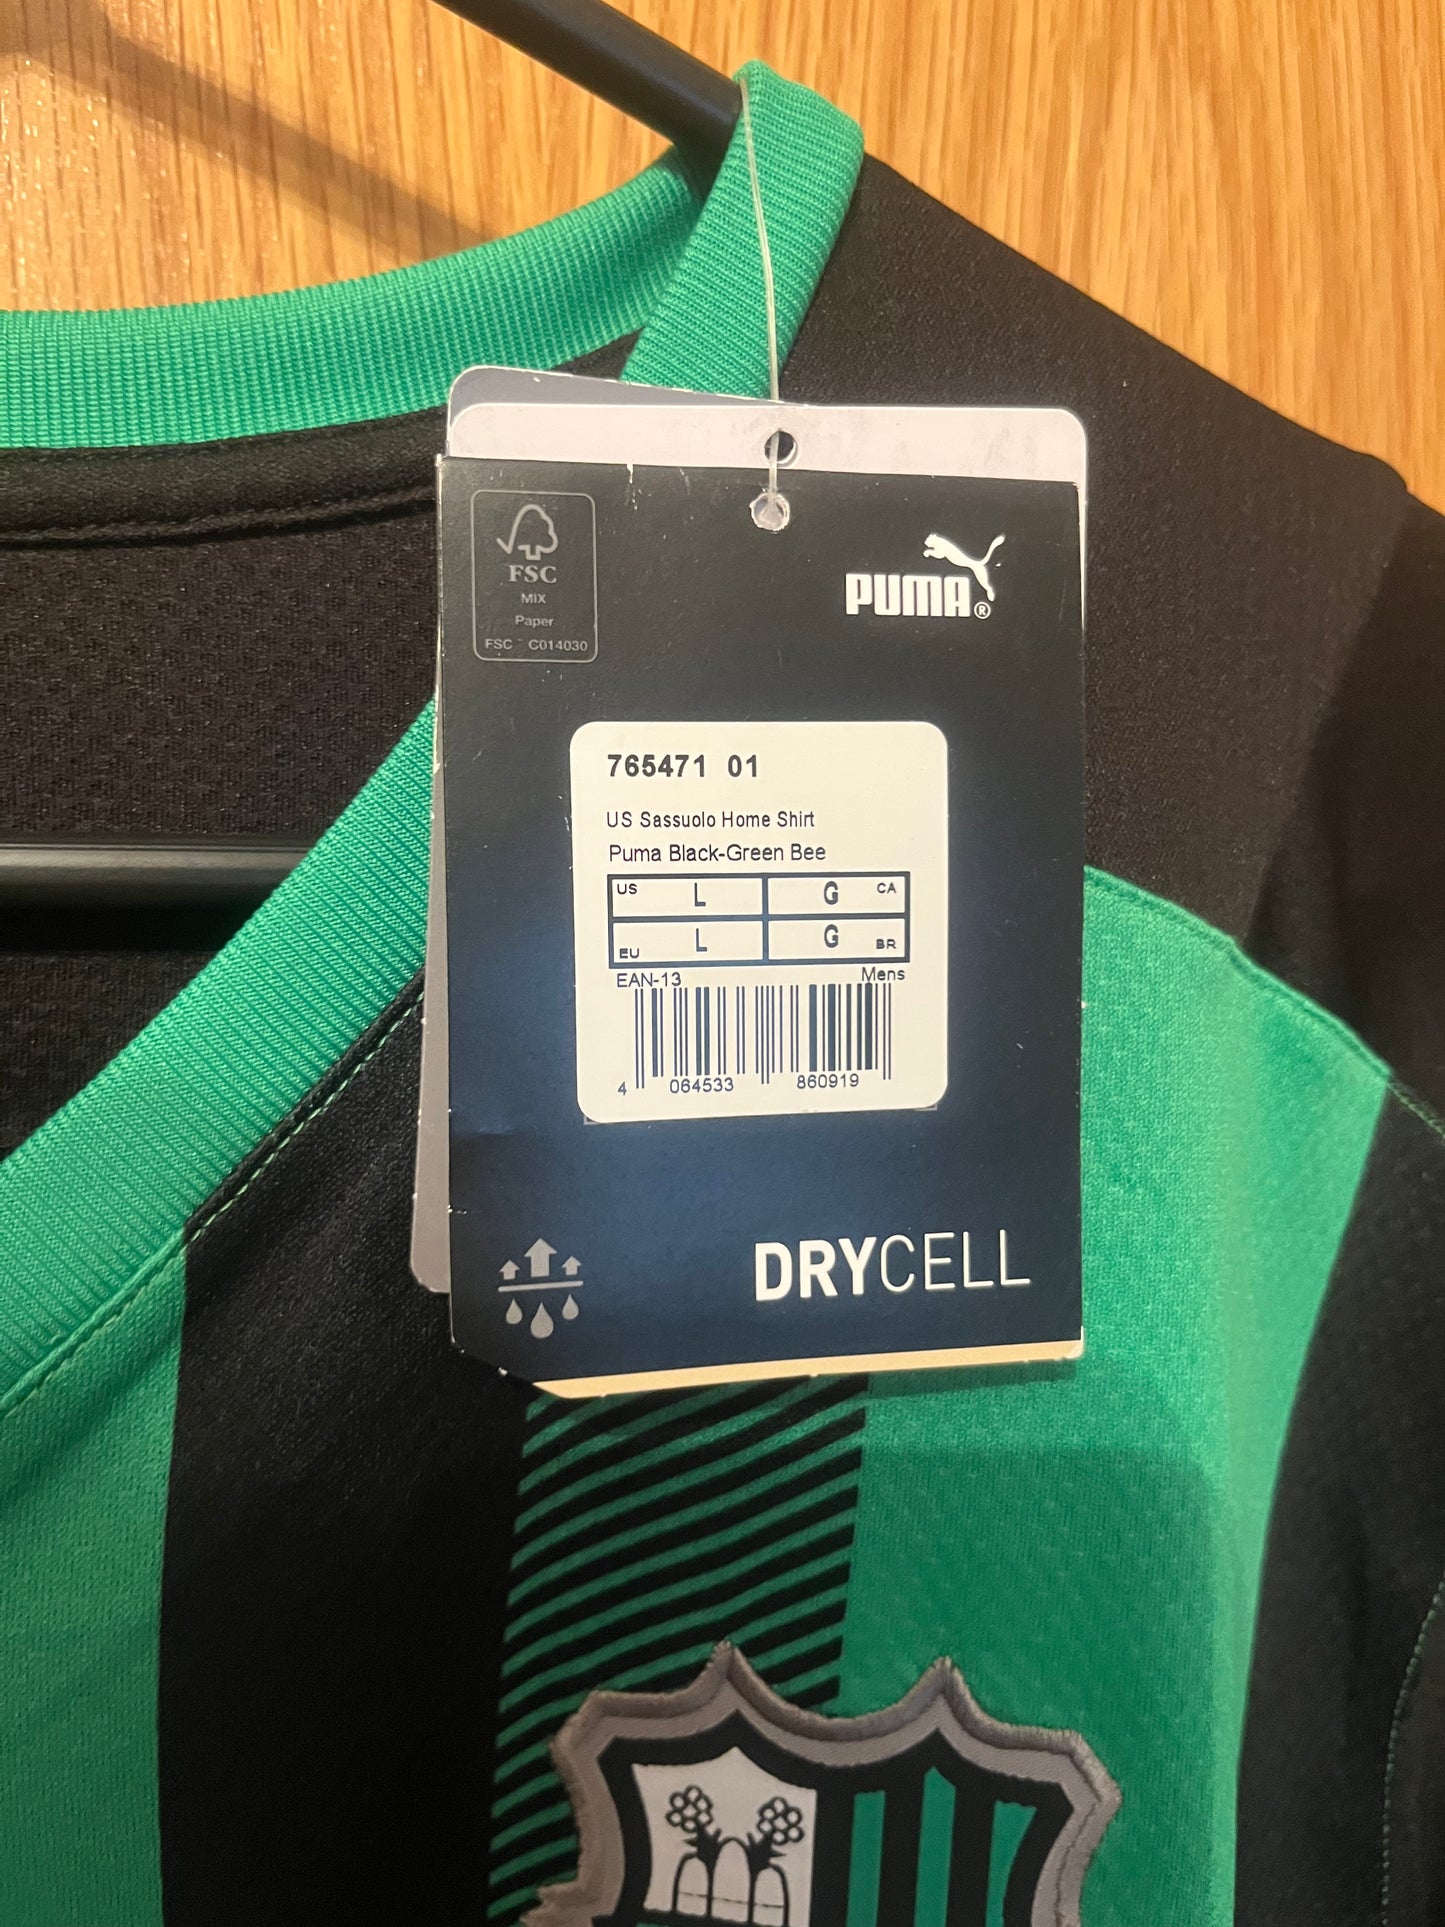 FSC
MIX
Paper
FSC™ C014030
PUMA®
765471 01
US Sassuolo Home Shirt
Puma Black-Green Bee
US L G CA
EU L G BR
EAN-13 Mens
4 064533 860919
DRYCELL